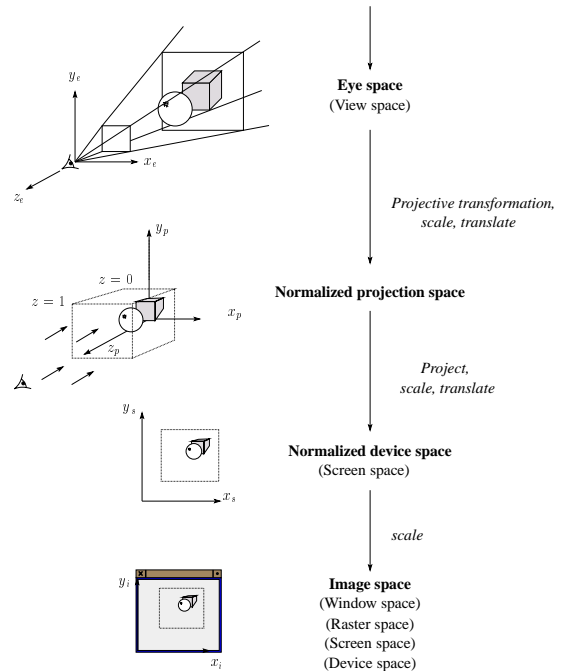 y_e
x_e
z_e
Eye space
(View space)
Projective transformation,
scale, translate
y_p
z = 0
z = 1
x_p
z_p
Normalized projection space
Project,
scale, translate
y_s
x_s
Normalized device space
(Screen space)
scale
y_i
x_i
Image space
(Window space)
(Raster space)
(Screen space)
(Device space)